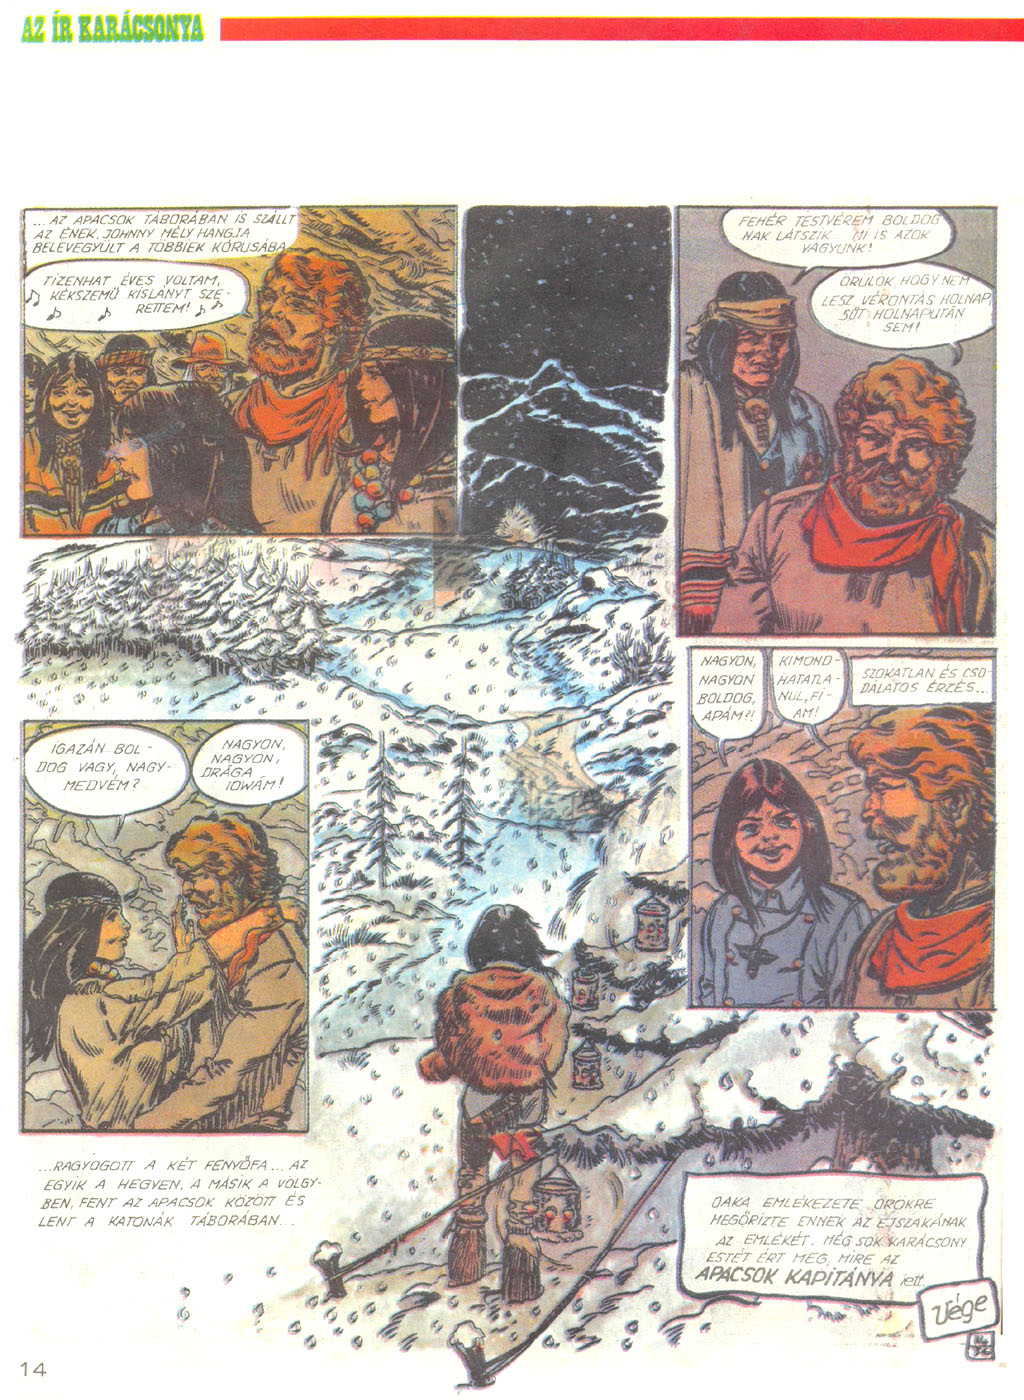 AZ ÍR KARÁCSONYA
... AZ APACSOK TÁBORÁBAN IS SZÁLLT
AZ ÉNEK. JOHNNY MÉLY HANGJA
BELEVEGYÜLT A TÖBBIEK KÓRUSÁBA...
TIZENHAT ÉVES VOLTAM,
KÉKSZEMŰ KISLÁNYT SZE-
RETTEM!
FEHÉR TESTVÉREM BOLDOG
NAK LÁTSZIK... MI IS AZOK
VAGYUNK!
ÖRÜLÖK, HOGY NEM
LESZ VÉRONTÁS HOLNAP,
SŐT HOLNAPUTÁN
SEM!
NAGYON,
NAGYON
BOLDOG,
APÁM?!
KIMOND-
HATATLA-
NUL, FI-
AM!
SZOKATLAN ÉS CSO-
DÁLATOS ÉRZÉS...
IGAZÁN BOL-
DOG VAGY, NAGY-
MEDVÉM?
NAGYON,
NAGYON,
DRÁGA
IOWÁM!
...RAGYOGOTT A KÉT FENYŐFA... AZ
EGYIK A HEGYEN, A MÁSIK A VÖLGY-
BEN, FENT AZ APACSOK KÖZÖTT ÉS
LENT A KATONÁK TÁBORÁBAN...
DAKA EMLÉKEZETE ÖRÖKRE
MEGŐRIZTE ENNEK AZ ÉJSZAKÁNAK
AZ EMLÉKÉT. MÉG SOK KARÁCSONY
ESTÉT ÉRT MEG, MIRE AZ
APACSOK KAPITÁNYA lett.
Vége
14